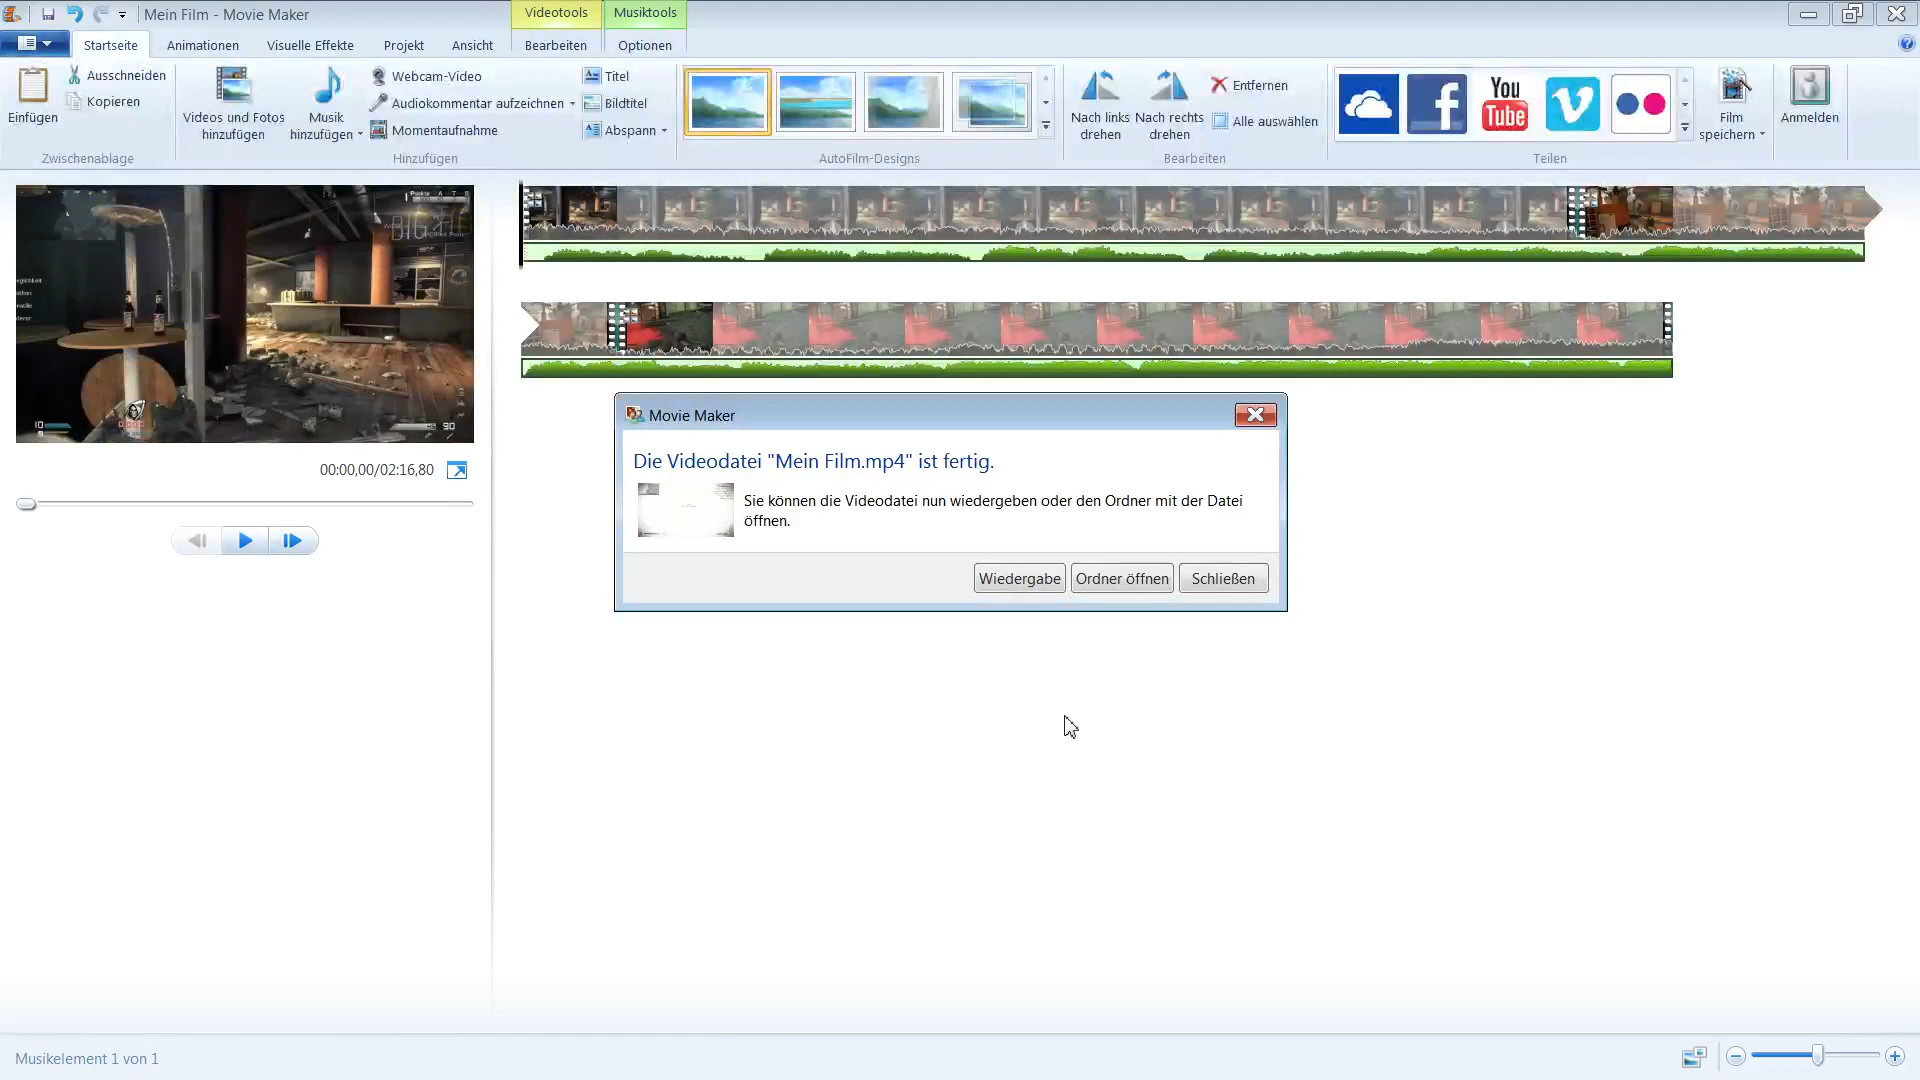 Mein Film - Movie Maker
Videotools
Musiktools
Startseite
Animationen
Visuelle Effekte
Projekt
Ansicht
Bearbeiten
Optionen
Einfügen
Ausschneiden
Kopieren
Zwischenablage
Videos und Fotos
hinzufügen
Musik
hinzufügen
Webcam-Video
Audiokommentar aufzeichnen
Momentaufnahme
Titel
Bildtitel
Abspann
Hinzufügen
AutoFilm-Designs
Nach links
drehen
Nach rechts
drehen
Entfernen
Alle auswählen
Bearbeiten
You
Tube
Teilen
Film
speichern
Anmelden
Punkte A T S
10
90
00:00,00/02:16,80
Movie Maker
Die Videodatei "Mein Film.mp4" ist fertig.
Sie können die Videodatei nun wiedergeben oder den Ordner mit der Datei
öffnen.
Wiedergabe
Ordner öffnen
Schließen
Musikelement 1 von 1